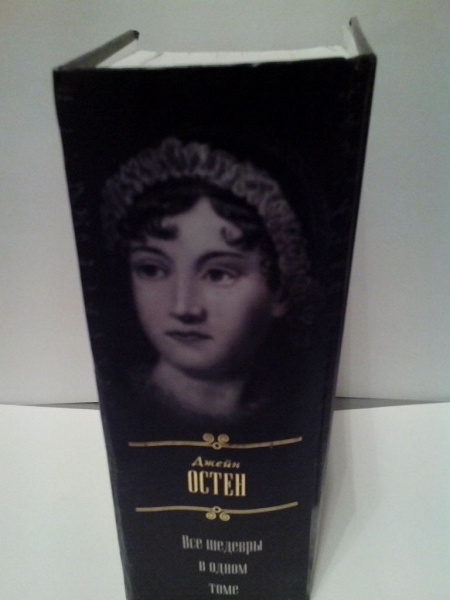 Джейн
ОСТЕН
Все шедевры
в одном
томе